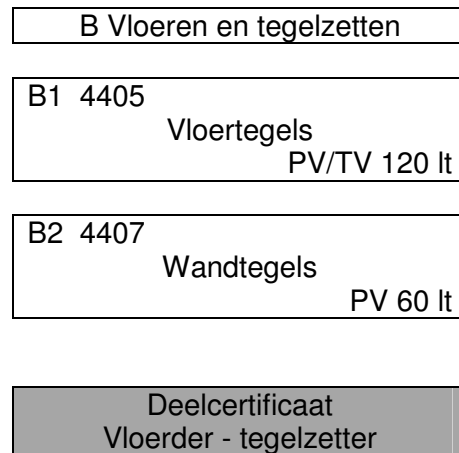 B Vloeren en tegelzetten
B1 4405
Vloertegels
PV/TV 120 lt
B2 4407
Wandtegels
PV 60 lt
Deelcertificaat
Vloerder - tegelzetter